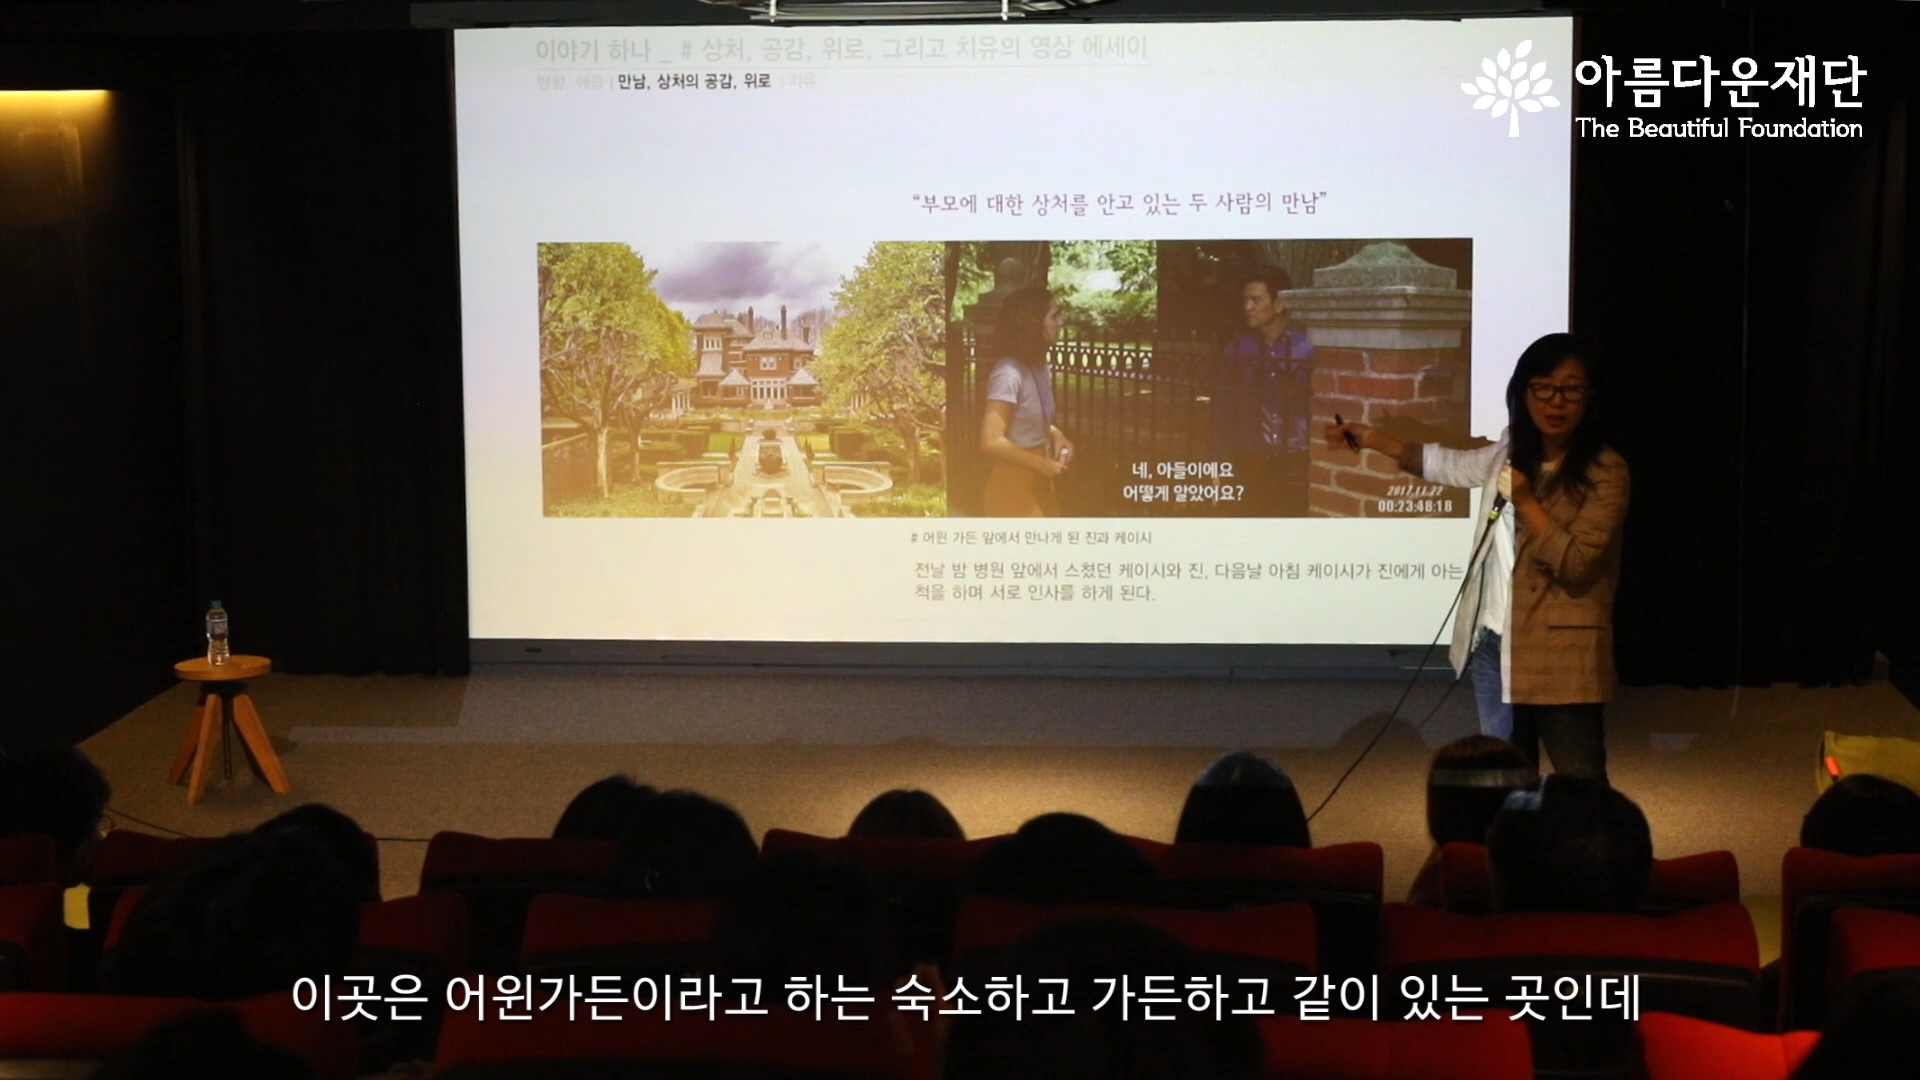 이야기 하나 _ # 상처, 공감, 위로, 그리고 치유의 영상 에세이
방황, 애증 | 만남, 상처의 공감, 위로 | 치유
아름다운재단
The Beautiful Foundation
“부모에 대한 상처를 안고 있는 두 사람의 만남”
네, 아들이에요
어떻게 알았어요?
2017.11.22
00:23:48:18
# 어윈 가든 앞에서 만나게 된 진과 케이시
전날 밤 병원 앞에서 스쳤던 케이시와 진, 다음날 아침 케이시가 진에게 아는
척을 하며 서로 인사를 하게 된다.
이곳은 어윈가든이라고 하는 숙소하고 가든하고 같이 있는 곳인데